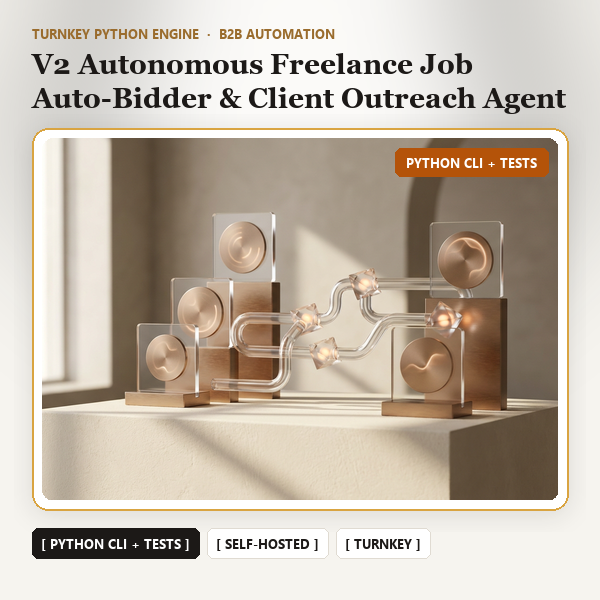 TURNKEY PYTHON ENGINE · B2B AUTOMATION
V2 Autonomous Freelance Job
Auto-Bidder & Client Outreach Agent
PYTHON CLI + TESTS
[ PYTHON CLI + TESTS ] [ SELF-HOSTED ] [ TURNKEY ]